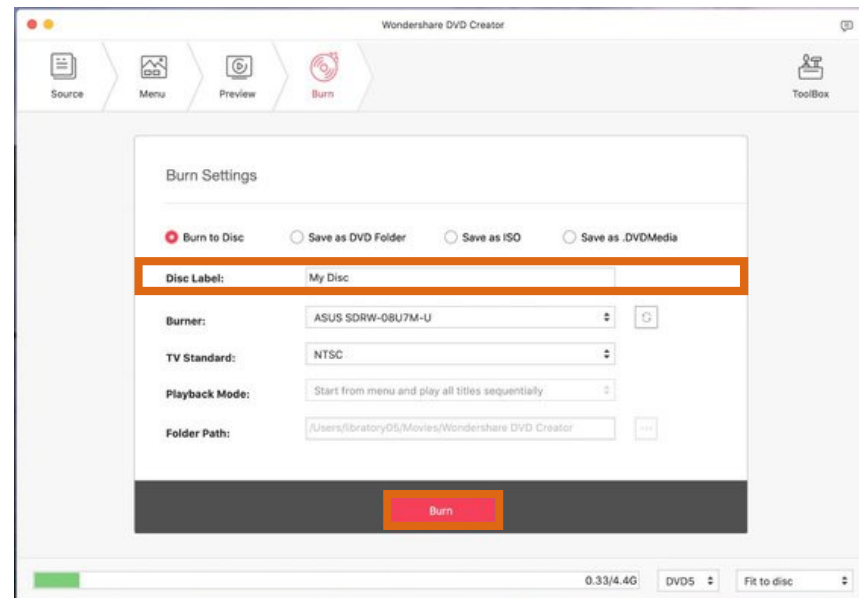 Wondershare DVD Creator
Source Menu Preview Burn ToolBox
Burn Settings
Burn to Disc Save as DVD Folder Save as ISO Save as .DVDMedia
Disc Label: My Disc
Burner: ASUS SDRW-08U7M-U
TV Standard: NTSC
Playback Mode: Start from menu and play all titles sequentially
Folder Path: /Users/libratory05/Movies/Wondershare DVD Creator
Burn
0.33/4.4G DVD5 Fit to disc